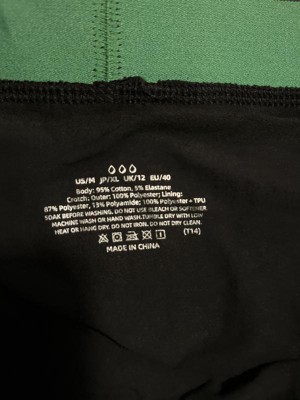 US/M JP/XL UK/12 EU/40
Body: 95% Cotton, 5% Elastane
Crotch: Outer: 100% Polyester; Lining:
87% Polyester, 13% Polyamide; 100% Polyester + TPU
SOAK BEFORE WASHING. DO NOT USE BLEACH OR SOFTENER
MACHINE WASH OR HAND WASH.TUMBLE DRY WITH LOW
HEAT OR HANG DRY. DO NOT IRON. DO NOT DRY CLEAN.
(T14)
MADE IN CHINA